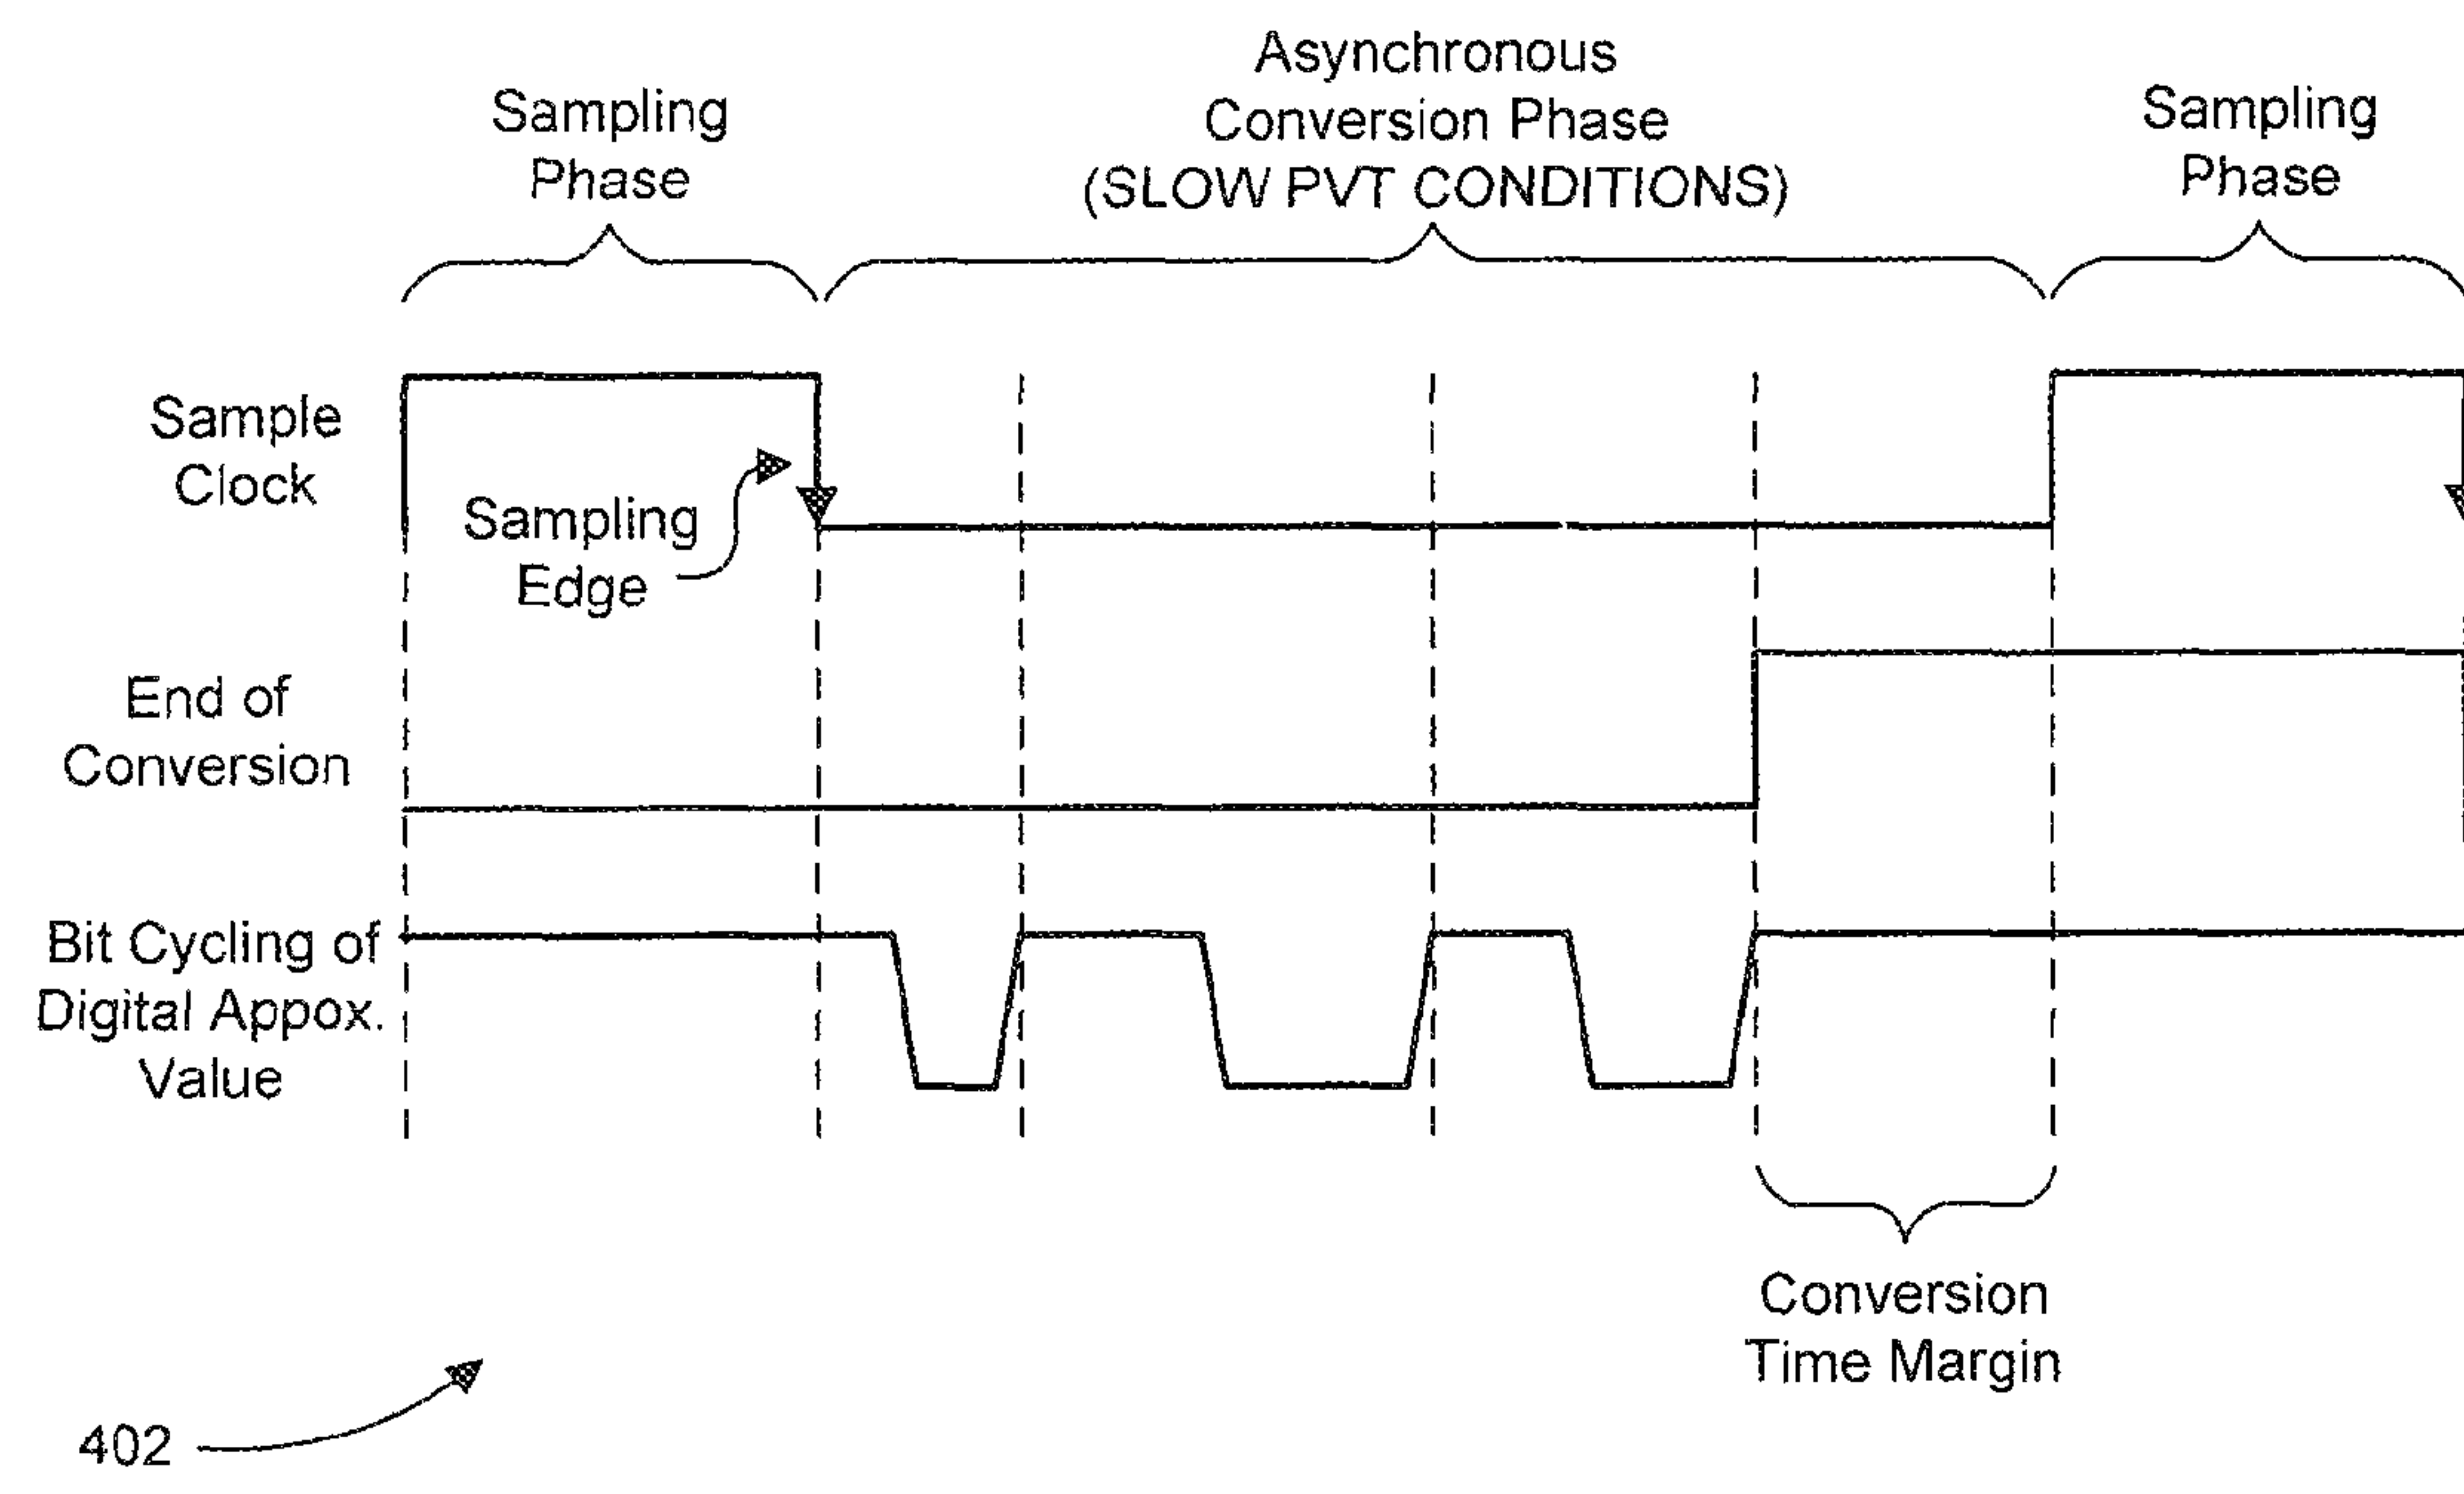 Sampling
Phase
Asynchronous
Conversion Phase
(SLOW PVT CONDITIONS)
Sampling
Phase
Sample
Clock
Sampling
Edge
End of
Conversion
Bit Cycling of
Digital Appox.
Value
Conversion
Time Margin
402